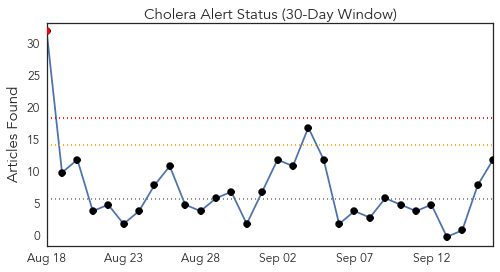 Cholera Alert Status (30-Day Window)
Articles Found
30
25
20
15
10
5
0
Aug 18 Aug 23 Aug 28 Sep 02 Sep 07 Sep 12